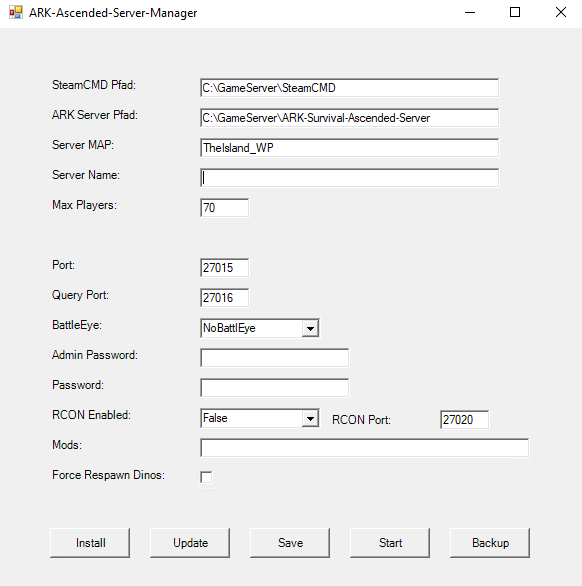 ARK-Ascended-Server-Manager
SteamCMD Pfad: C:\GameServer\SteamCMD
ARK Server Pfad: C:\GameServer\ARK-Survival-Ascended-Server
Server MAP: TheIsland_WP
Server Name:
Max Players: 70
Port: 27015
Query Port: 27016
BattleEye: NoBattlEye
Admin Password:
Password:
RCON Enabled: False RCON Port: 27020
Mods:
Force Respawn Dinos:
Install Update Save Start Backup